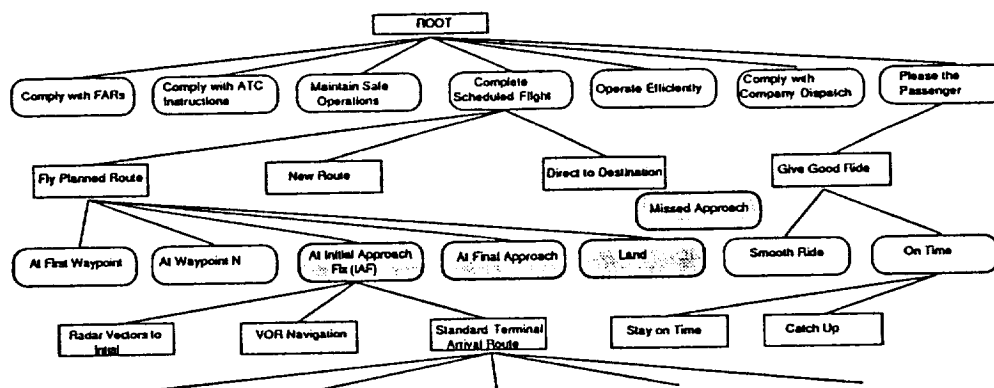 ROOT
Comply with FARs
Comply with ATC
Instructions
Maintain Safe
Operations
Complete
Scheduled Flight
Operate Efficiently
Comply with
Company Dispatch
Please the
Passenger
Fly Planned Route
New Route
Direct to Destination
Give Good Ride
Missed Approach
At First Waypoint
At Waypoint N
At Initial Approach
Fix (IAF)
At Final Approach
Land
Smooth Ride
On Time
Radar Vectors to
Intial
VOR Navigation
Standard Terminal
Arrival Route
Stay on Time
Catch Up